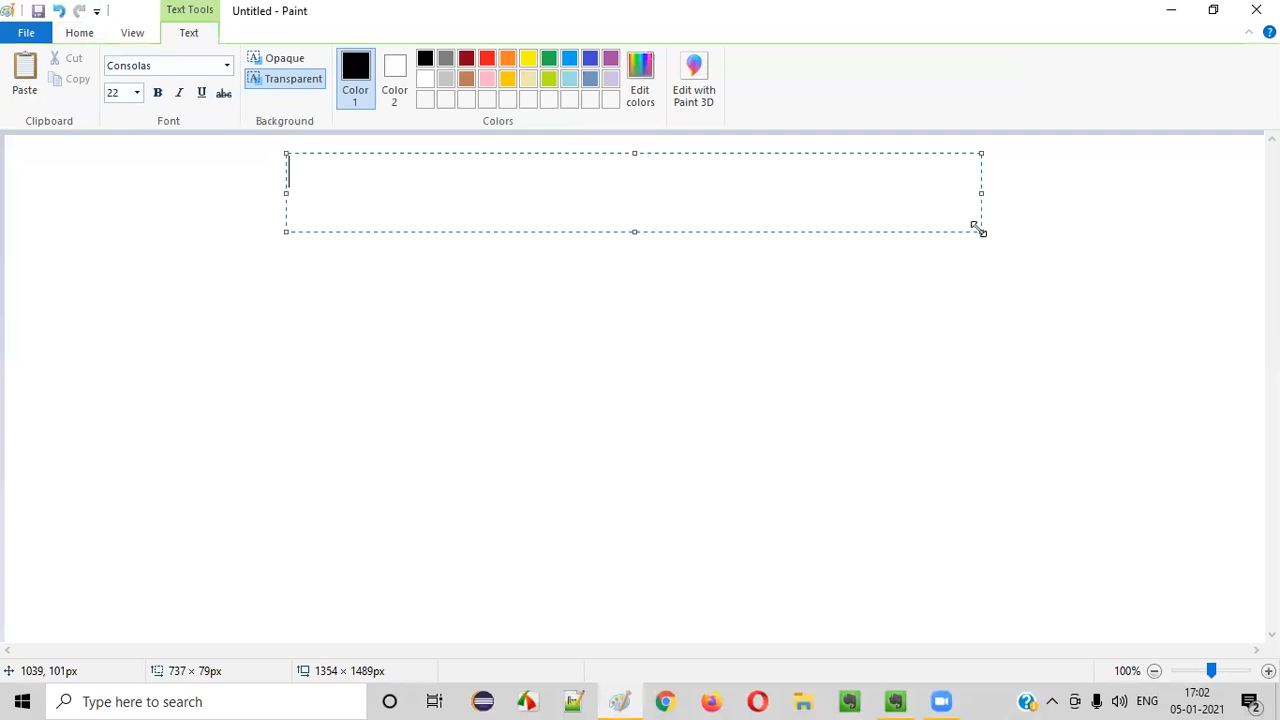 Text Tools
Untitled - Paint
File
Home
View
Text
Paste
Cut
Copy
Clipboard
Consolas
22
B
I
U
abc
Font
Opaque
Transparent
Background
Color
1
Color
2
Edit
colors
Colors
Edit with
Paint 3D
1039, 101px
737 × 79px
1354 × 1489px
100%
Type here to search
ENG
17:02
05-01-2021
2